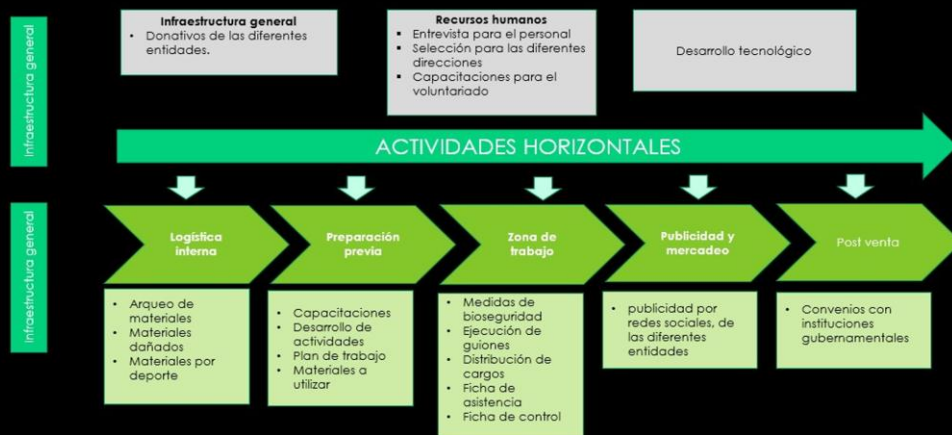 Infraestructura general
Infraestructura general
• Donativos de las diferentes
entidades.
Recursos humanos
▪ Entrevista para el personal
▪ Selección para las diferentes
direcciones
▪ Capacitaciones para el
voluntariado
Desarrollo tecnológico
ACTIVIDADES HORIZONTALES
Infraestructura general
Logística
interna
Preparación
previa
Zona de
trabajo
Publicidad y
mercadeo
Post venta
• Arqueo de
materiales
• Materiales
dañados
• Materiales por
deporte
• Capacitaciones
• Desarrollo de
actividades
• Plan de trabajo
• Materiales a
utilizar
• Medidas de
bioseguridad
• Ejecución de
guiones
• Distribución de
cargos
• Ficha de
asistencia
• Ficha de control
• publicidad por
redes sociales, de
las diferentes
entidades
• Convenios con
instituciones
gubernamentales